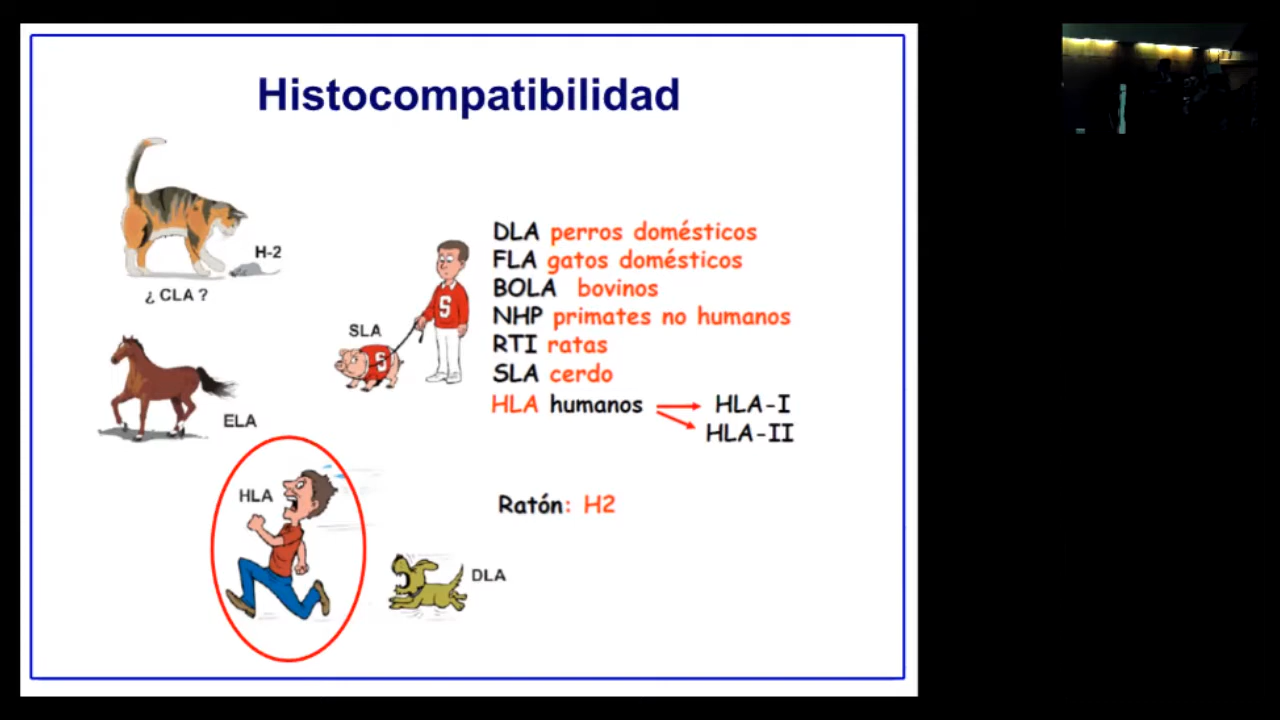 Histocompatibilidad
H-2
¿ CLA ?
SLA
S
S
ELA
HLA
DLA
DLA perros domésticos
FLA gatos domésticos
BOLA bovinos
NHP primates no humanos
RTI ratas
SLA cerdo
HLA humanos HLA-I
HLA-II
Ratón: H2